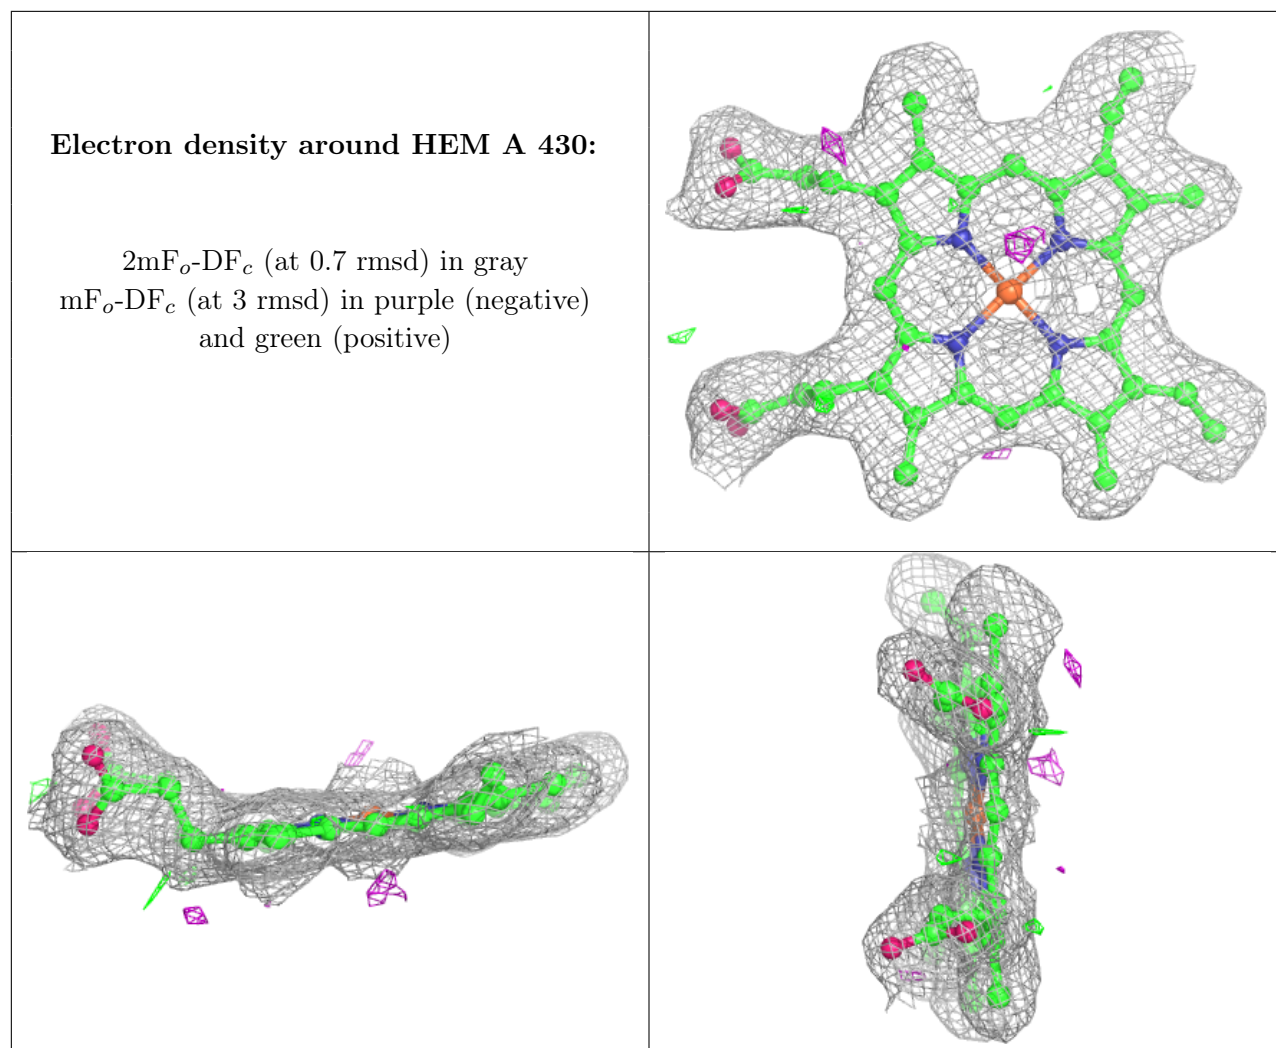 Electron density around HEM A 430:
2mFₒ-DF𝒸 (at 0.7 rmsd) in gray
mFₒ-DF𝒸 (at 3 rmsd) in purple (negative)
and green (positive)